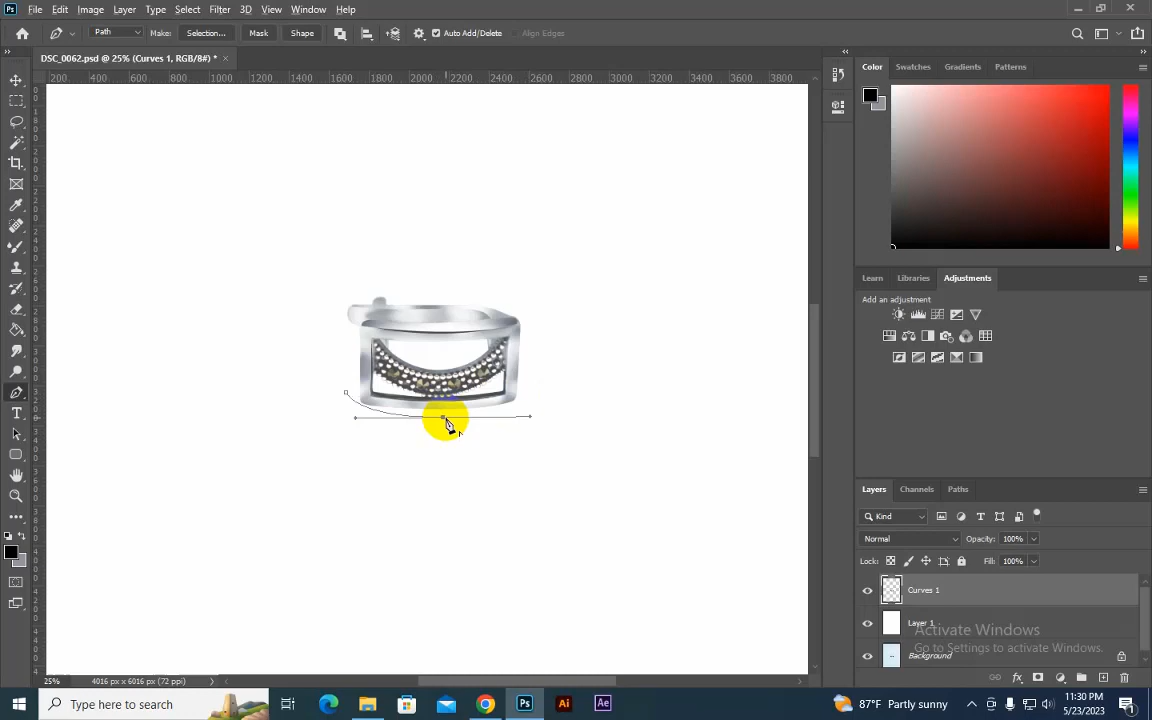 Ps File Edit Image Layer Type Select Filter 3D View Window Help
Path Make: Selection... Mask Shape Auto Add/Delete Align Edges
DSC_0062.psd @ 25% (Curves 1, RGB/8#) * ×
200 400 600 800 1000 1200 1400 1600 1800 2000 2200 2400 2600 2800 3000 3200 3400 3600 3800
Color Swatches Gradients Patterns
Learn Libraries Adjustments
Add an adjustment
Layers Channels Paths
Kind
Normal Opacity: 100%
Lock: Fill: 100%
Curves 1
Layer 1
Background
Activate Windows
Go to Settings to activate Windows.
25% 4016 px x 6016 px (72 ppi)
Type here to search
Ps Ai Ae
87°F Partly sunny
11:30 PM
5/23/2023
1